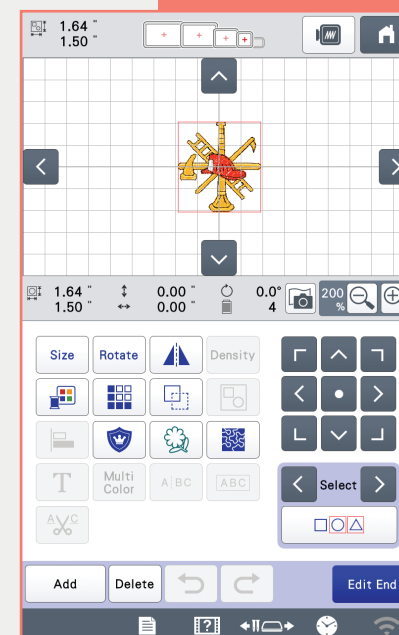 1.64 "
1.50 "
1.64 " 0.00 " 0.0° 200
1.50 " 0.00 " 4 %
Size Rotate Density
T Multi Color A|BC ABC
Select
A C
Add Delete Edit End